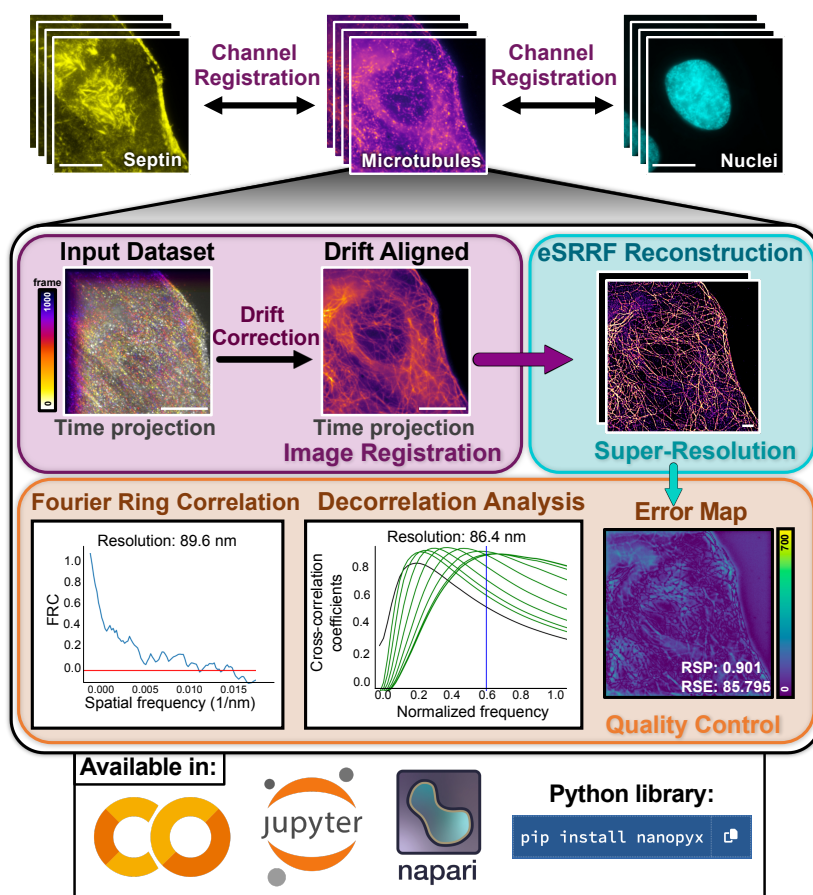 Channel
Registration
Channel
Registration
Septin
Microtubules
Nuclei
Input Dataset
Drift Aligned
eSRRF Reconstruction
frame
1000
0
Drift
Correction
Time projection
Time projection
Image Registration
Super-Resolution
Fourier Ring Correlation
Decorrelation Analysis
Error Map
Resolution: 89.6 nm
FRC
1.0
0.8
0.6
0.4
0.2
0.0
0.000 0.005 0.010 0.015
Spatial frequency (1/nm)
Resolution: 86.4 nm
Cross-correlation
coefficients
0.8
0.6
0.4
0.2
0.0
0.0 0.2 0.4 0.6 0.8 1.0
Normalized frequency
700
0
RSP: 0.901
RSE: 85.795
Quality Control
Available in:
jupyter
napari
Python library:
pip install nanopyx